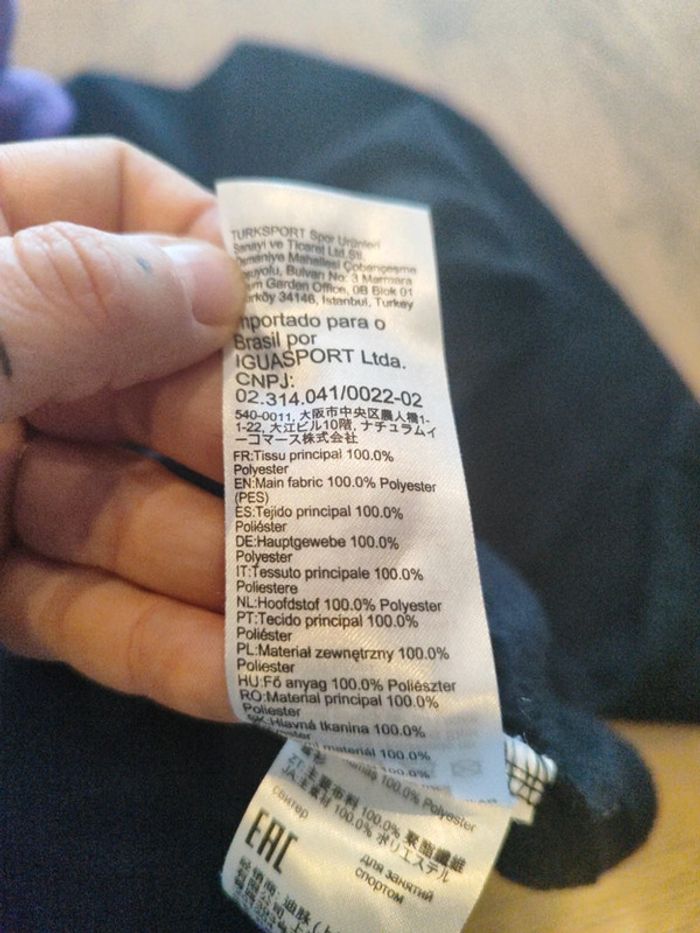 TURKSPORT Spor Ürünleri
Sanayi ve Ticaret Ltd.Sti.
Mahallesi Çobançesme
Bulvarı No: 3 Marmara
Garden Office, 0B Blok 01
34146, Istanbul, Turkey
mportado para o
Brasil por
IGUASPORT Ltda.
CNPJ:
02.314.041/0022-02
540-0011, 大阪市中央区農人橋1-
1-22, 大江ビル10階, ナチュラムイ
ーコマース株式会社
FR:Tissu principal 100.0%
Polyester
EN:Main fabric 100.0% Polyester
(PES)
ES:Tejido principal 100.0%
Poliéster
DE:Hauptgewebe 100.0%
Polyester
IT:Tessuto principale 100.0%
Poliestere
NL:Hoofdstof 100.0% Polyester
PT:Tecido principal 100.0%
Poliéster
PL:Materiał zewnętrzny 100.0%
Poliester
HU:Fő anyag 100.0% Poliészter
RO:Material principal 100.0%
Poliester
SK:Hlavná tkanina 100.0%
materiál 100.0%
100.0% Polyester
ZT:主要布料 100.0% 聚酯纖維
JA:主素材 100.0% ポリエステル
свитер
EAC
для занятий
спортом